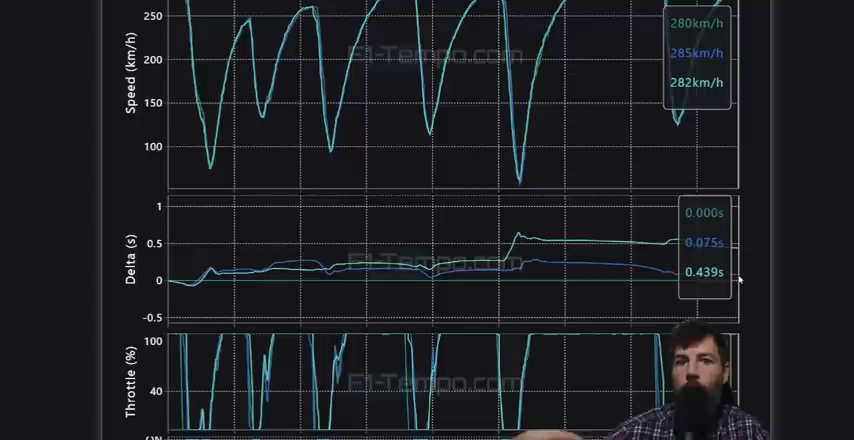 Speed (km/h)
250
200
150
100
F1-Tempo.com
280km/h
285km/h
282km/h
Delta (s)
1
0.5
0
-0.5
F1-Tempo.com
0.000s
0.075s
0.439s
Throttle (%)
100
40
F1-Tempo.com
ON